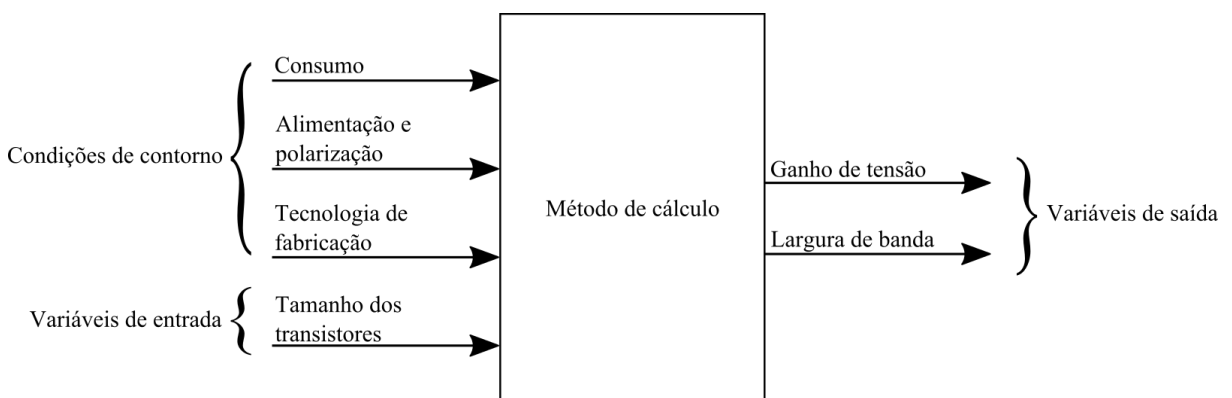 Condições de contorno
Consumo
Alimentação e
polarização
Tecnologia de
fabricação
Variáveis de entrada
Tamanho dos
transistores
Método de cálculo
Ganho de tensão
Largura de banda
Variáveis de saída